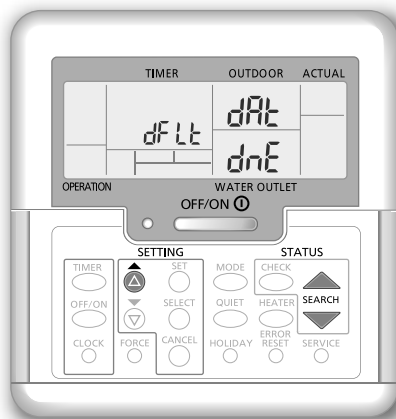 TIMER OUTDOOR ACTUAL
dAt
dFLt
dnE
OPERATION WATER OUTLET
OFF/ON
SETTING STATUS
TIMER SET MODE CHECK
SEARCH
OFF/ON SELECT QUIET HEATER
CLOCK FORCE CANCEL HOLIDAY ERROR RESET SERVICE